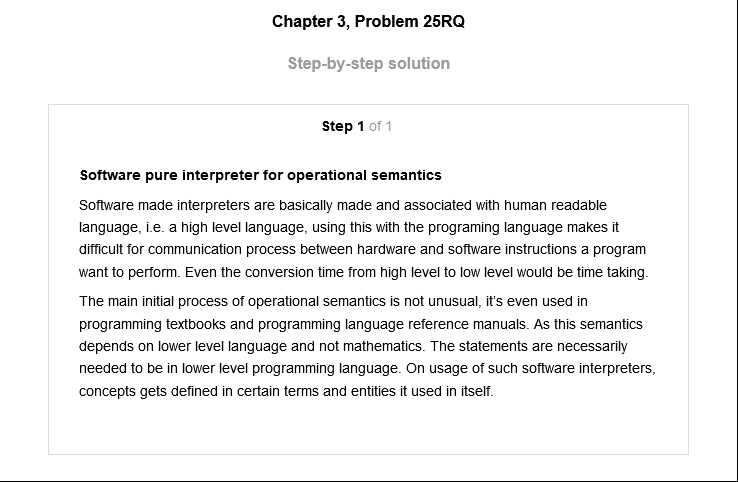 Chapter 3, Problem 25RQ
Step-by-step solution
Step 1 of 1
Software pure interpreter for operational semantics
Software made interpreters are basically made and associated with human readable
language, i.e. a high level language, using this with the programing language makes it
difficult for communication process between hardware and software instructions a program
want to perform. Even the conversion time from high level to low level would be time taking.
The main initial process of operational semantics is not unusual, it's even used in
programming textbooks and programming language reference manuals. As this semantics
depends on lower level language and not mathematics. The statements are necessarily
needed to be in lower level programming language. On usage of such software interpreters,
concepts gets defined in certain terms and entities it used in itself.